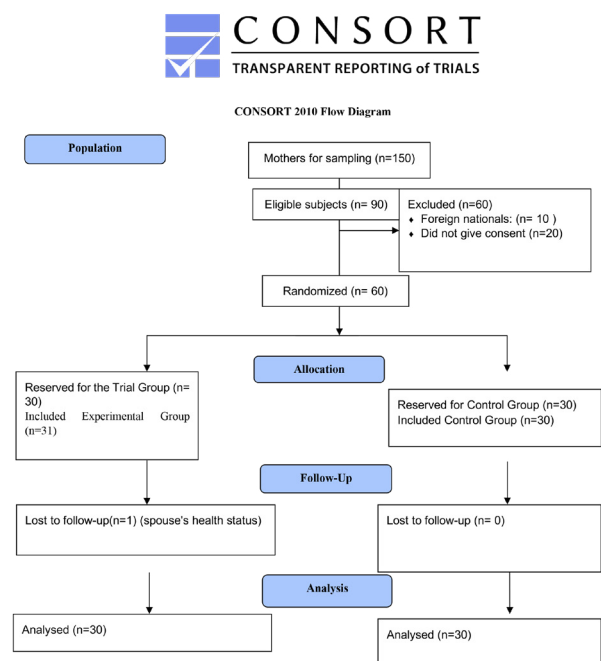 CONSORT
TRANSPARENT REPORTING of TRIALS
CONSORT 2010 Flow Diagram
Population
Mothers for sampling (n=150)
Eligible subjects (n= 90)
Excluded (n=60)
♦ Foreign nationals: (n= 10 )
♦ Did not give consent (n=20)
Randomized (n= 60)
Allocation
Reserved for the Trial Group (n=
30)
Included Experimental Group
(n=31)
Reserved for Control Group (n=30)
Included Control Group (n=30)
Follow-Up
Lost to follow-up(n=1) (spouse's health status)
Lost to follow-up (n= 0)
Analysis
Analysed (n=30)
Analysed (n=30)